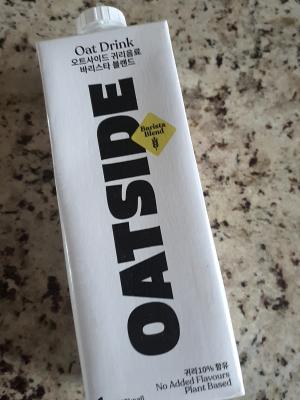 Oat Drink
오트사이드 귀리음료
바리스타 블렌드
OATSIDE
Barista
Blend
귀리10% 함유
No Added Flavours
Plant Based